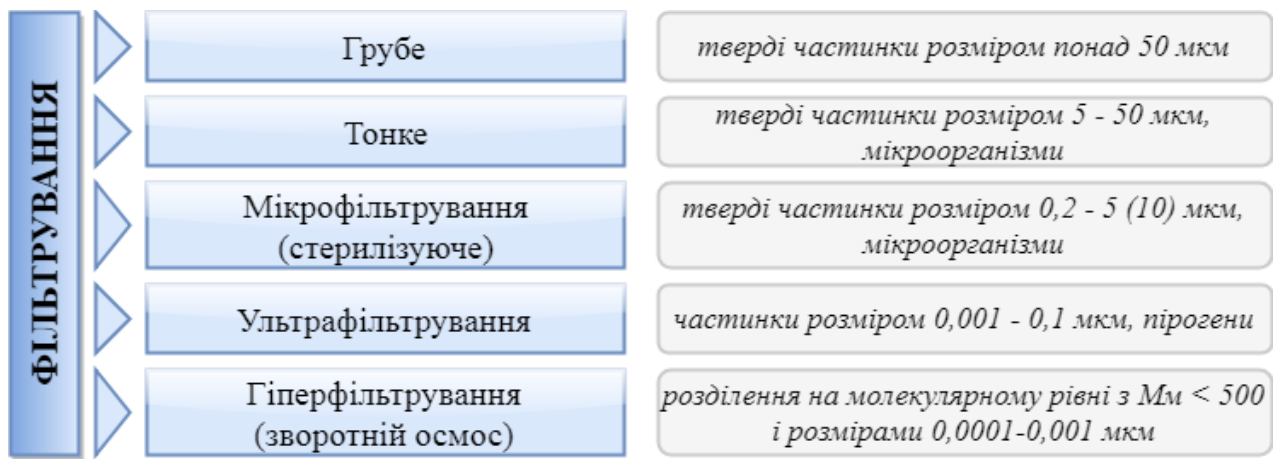 ФІЛЬТРУВАННЯ
Грубе
тверді частинки розміром понад 50 мкм
Тонке
тверді частинки розміром 5 - 50 мкм,
мікроорганізми
Мікрофільтрування
(стерилізуюче)
тверді частинки розміром 0,2 - 5 (10) мкм,
мікроорганізми
Ультрафільтрування
частинки розміром 0,001 - 0,1 мкм, пірогени
Гіперфільтрування
(зворотній осмос)
розділення на молекулярному рівні з Мм < 500
і розмірами 0,0001-0,001 мкм